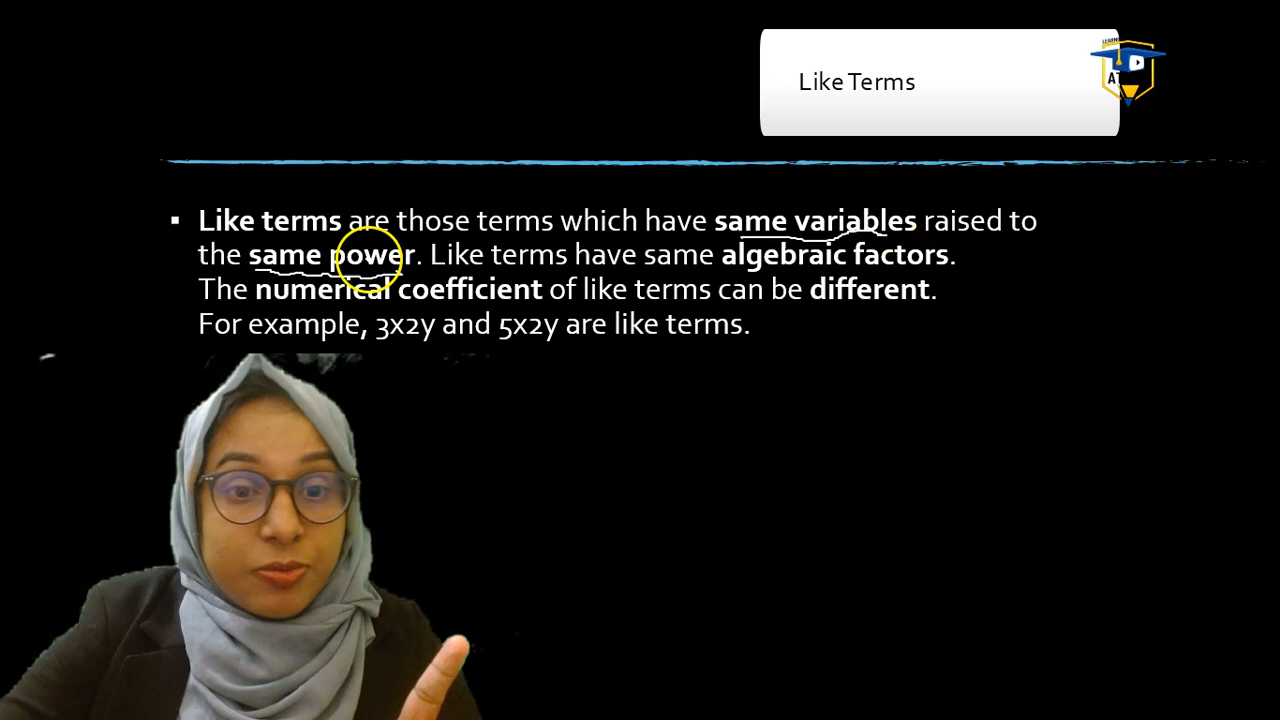 Like Terms
LEARN
AT
▪ Like terms are those terms which have same variables raised to
the same power. Like terms have same algebraic factors.
The numerical coefficient of like terms can be different.
For example, 3x2y and 5x2y are like terms.